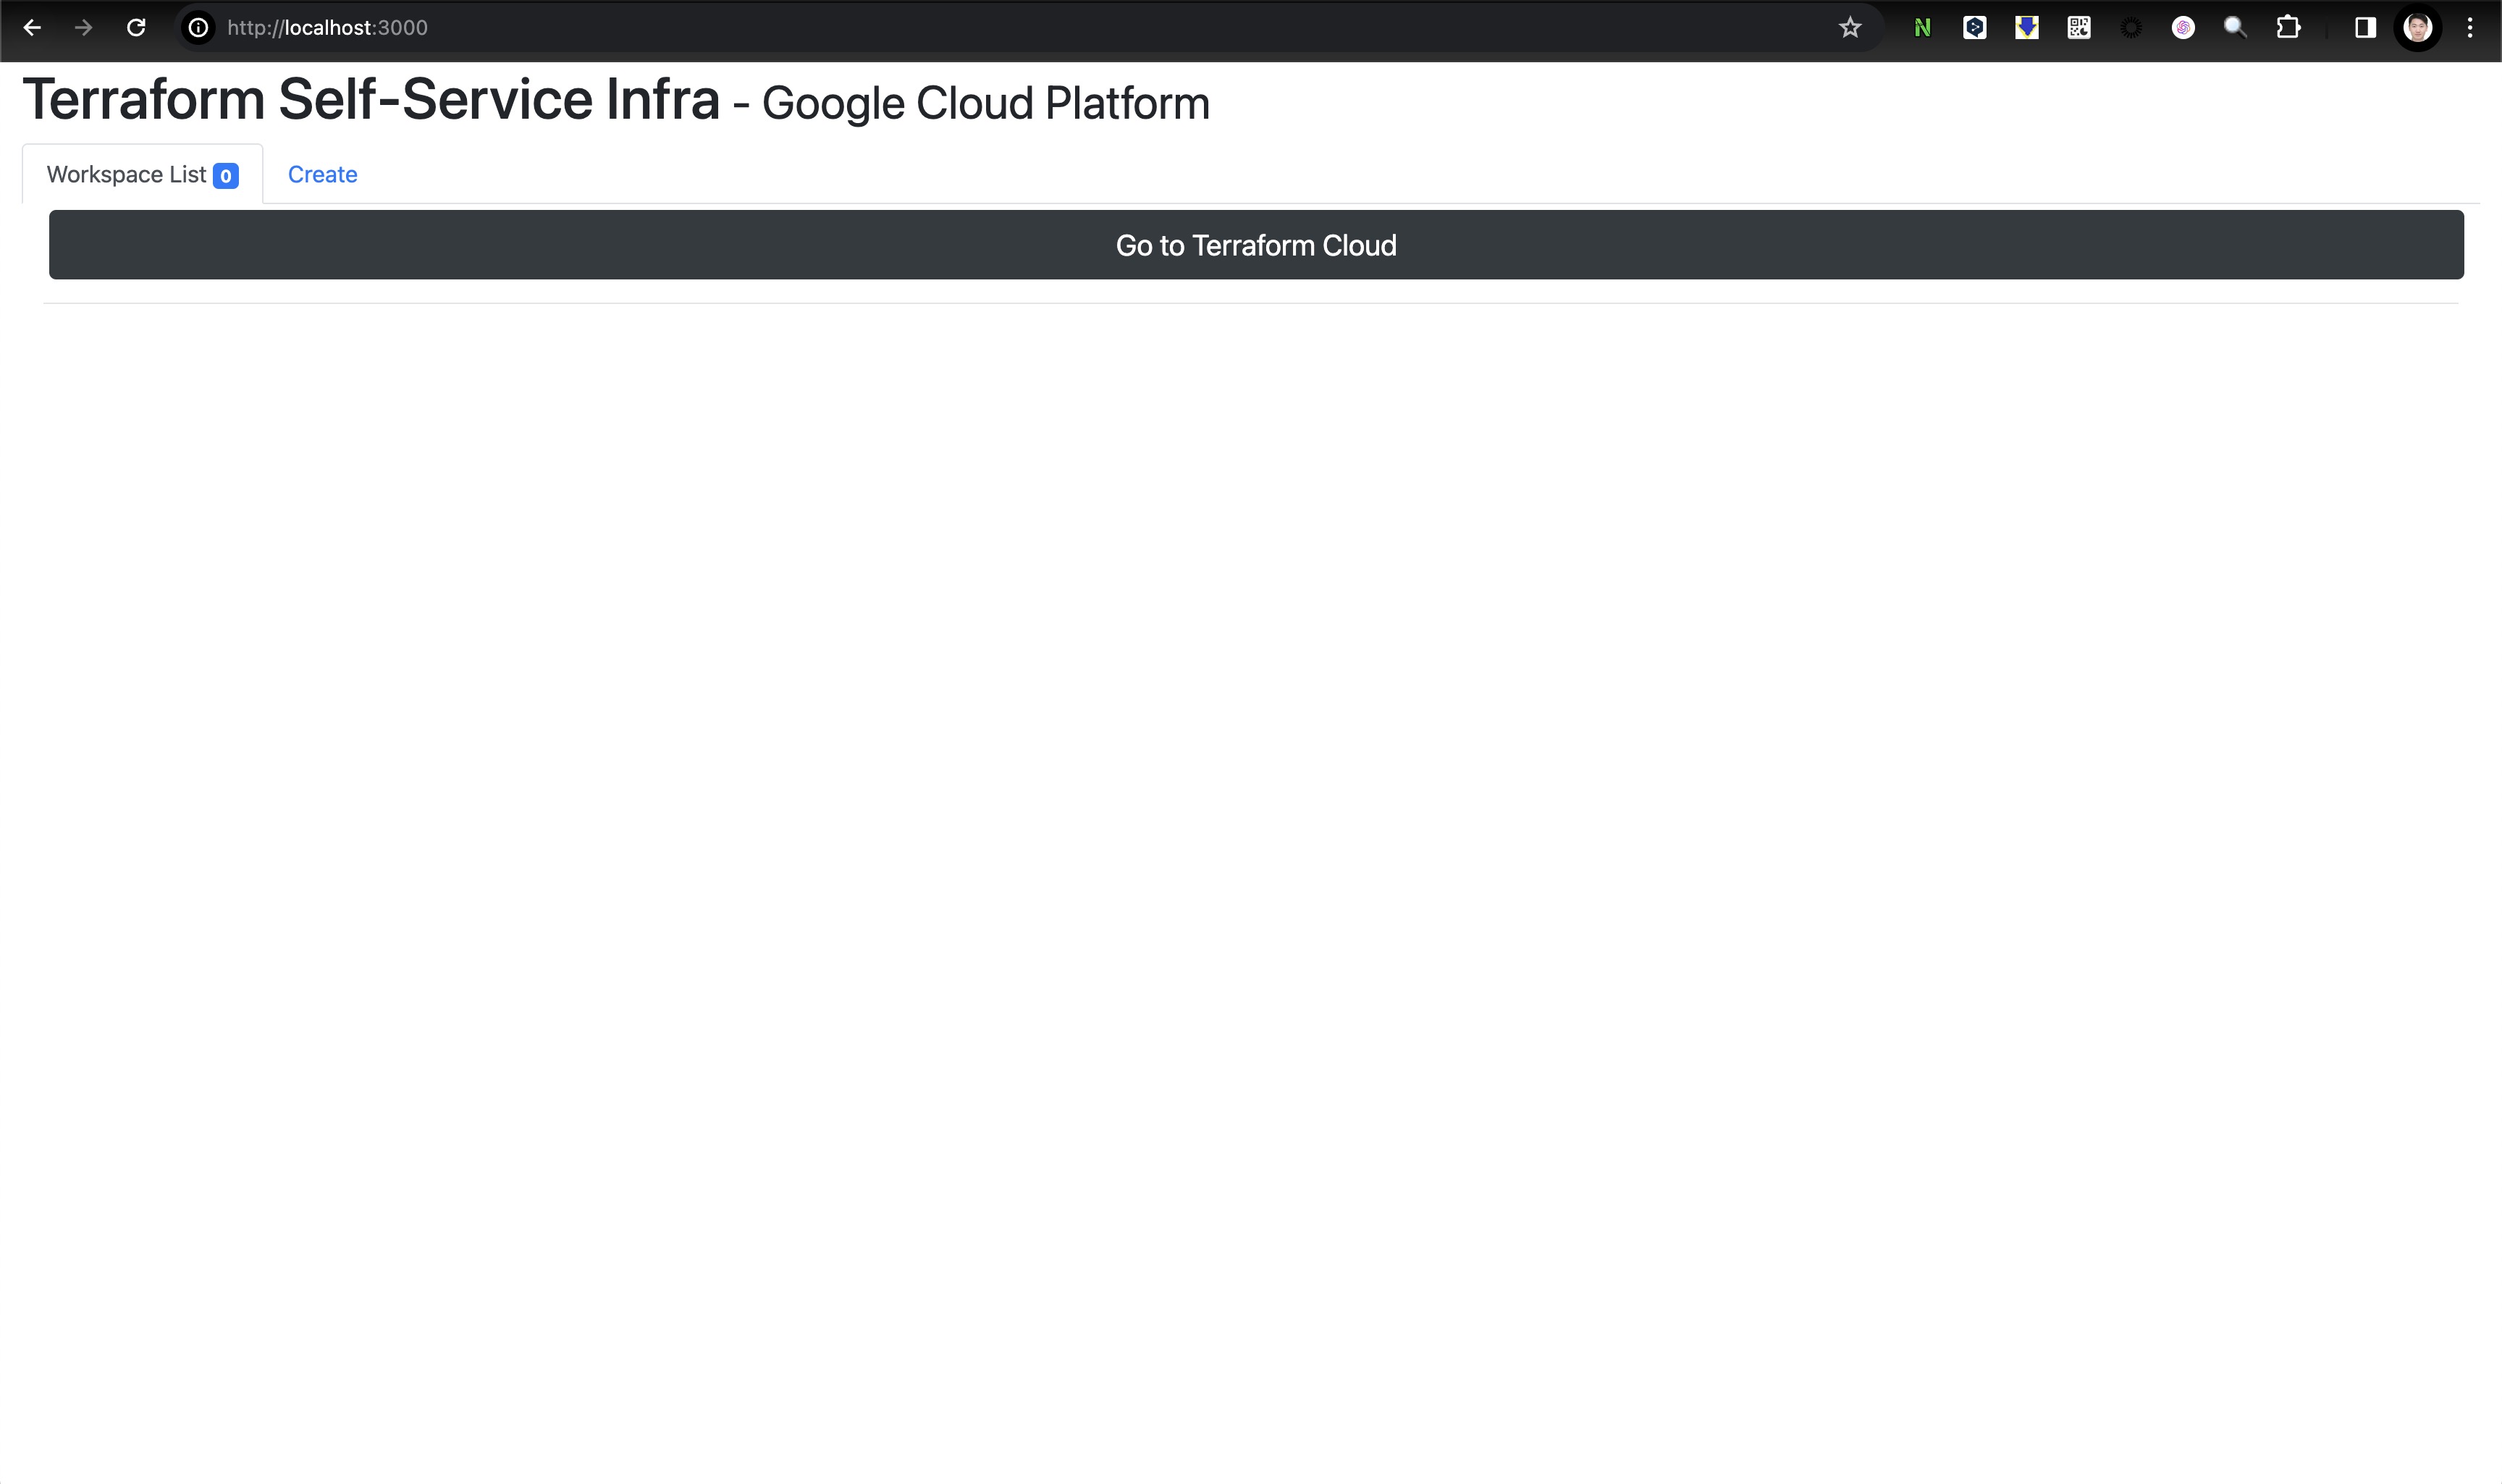 http://localhost:3000
Terraform Self-Service Infra - Google Cloud Platform
Workspace List 0 Create
Go to Terraform Cloud